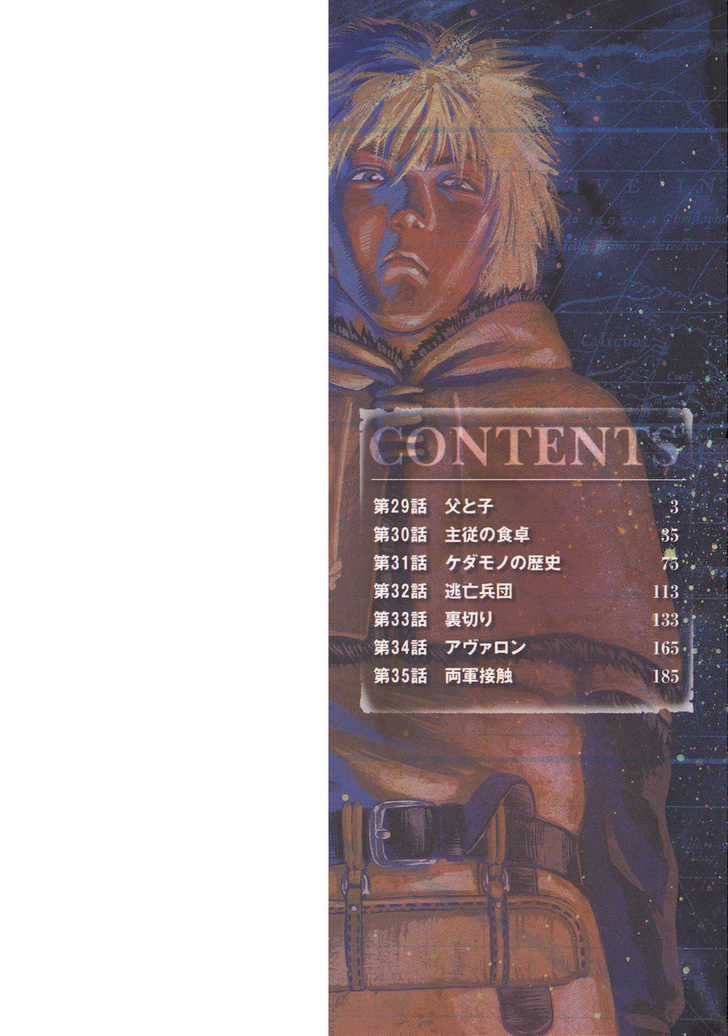 IVE IN
Calicut
CONTENTS
第29話 父と子 3
第30話 主従の食卓 35
第31話 ケダモノの歴史 75
第32話 逃亡兵団 113
第33話 裏切り 133
第34話 アヴァロン 165
第35話 両軍接触 185